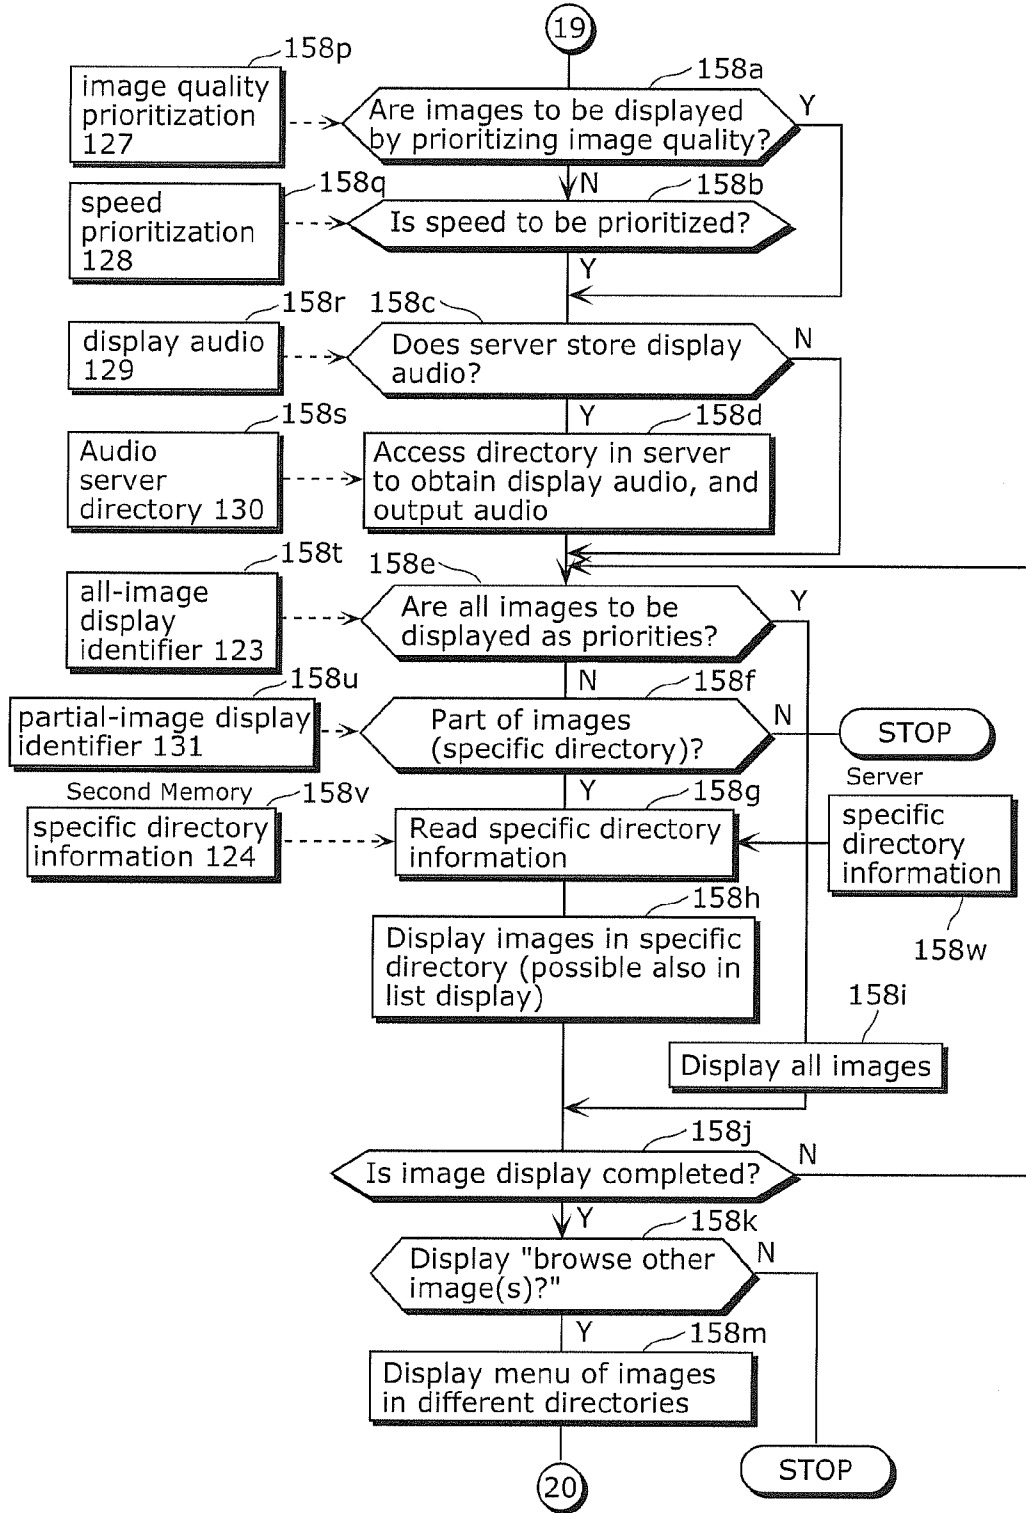 19
158p
image quality
prioritization
127
158a
Are images to be displayed
by prioritizing image quality?
Y
N
158q
speed
prioritization
128
158b
Is speed to be prioritized?
Y
158r
display audio
129
158c
Does server store display
audio?
N
Y
158s
Audio
server
directory 130
158d
Access directory in server
to obtain display audio, and
output audio
158t
all-image
display
identifier 123
158e
Are all images to be
displayed as priorities?
Y
N
158u
partial-image display
identifier 131
158f
Part of images
(specific directory)?
N
STOP
Y
Second Memory
158v
specific directory
information 124
158g
Read specific directory
information
Server
specific
directory
information
158w
158h
Display images in specific
directory (possible also in
list display)
158i
Display all images
158j
Is image display completed?
N
Y
158k
Display "browse other
image(s)?"
N
Y
158m
Display menu of images
in different directories
STOP
20